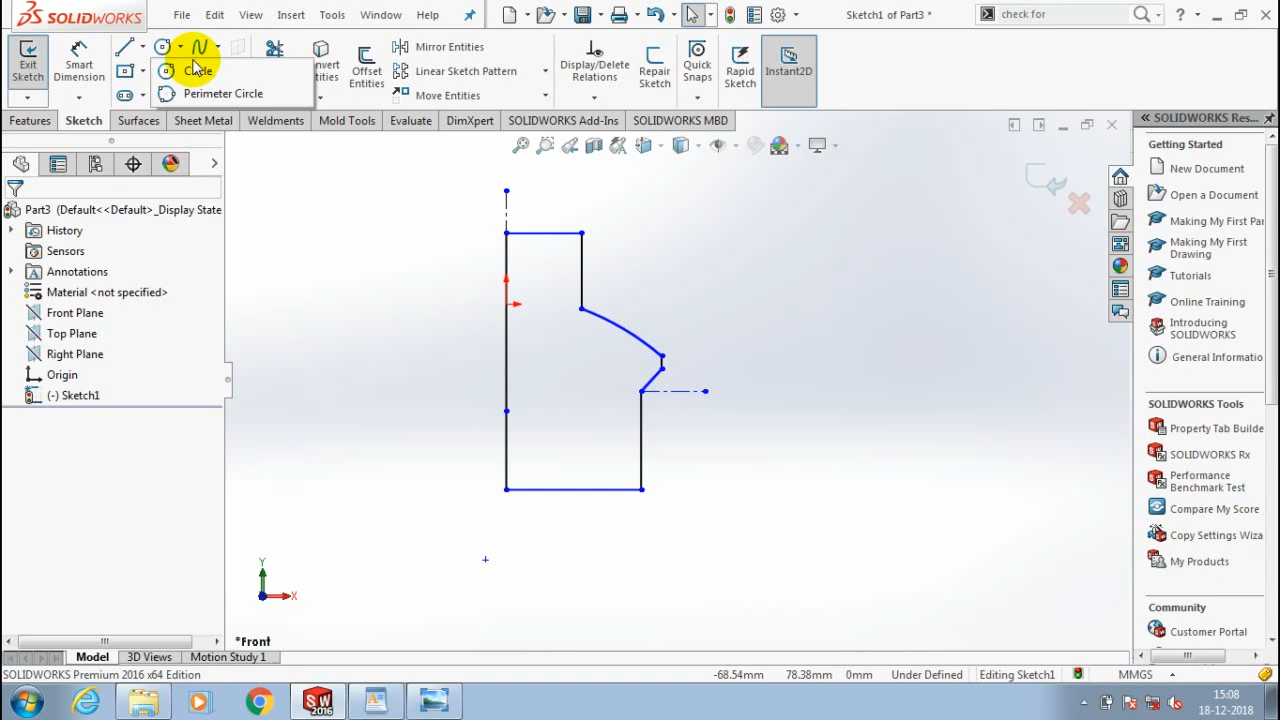 SOLIDWORKS
File
Edit
View
Insert
Tools
Window
Help
Sketch1 of Part3 *
check for
Exit Sketch
Smart Dimension
Circle
Perimeter Circle
Offset Entities
Mirror Entities
Linear Sketch Pattern
Move Entities
Display/Delete Relations
Repair Sketch
Quick Snaps
Rapid Sketch
Instant2D
Features
Sketch
Surfaces
Sheet Metal
Weldments
Mold Tools
Evaluate
DimXpert
SOLIDWORKS Add-Ins
SOLIDWORKS MBD
Part3 (Default<<Default>_Display State
History
Sensors
Annotations
Material <not specified>
Front Plane
Top Plane
Right Plane
Origin
(-) Sketch1
Y
X
*Front
SOLIDWORKS Res...
Getting Started
New Document
Open a Document
Making My First Par
Making My First Drawing
Tutorials
Online Training
Introducing SOLIDWORKS
General Informatio
SOLIDWORKS Tools
Property Tab Builde
SOLIDWORKS Rx
Performance Benchmark Test
Compare My Score
Copy Settings Wiza
My Products
Community
Customer Portal
Model
3D Views
Motion Study 1
SOLIDWORKS Premium 2016 x64 Edition
-68.54mm
78.38mm
0mm
Under Defined
Editing Sketch1
MMGS
SW
2016
15:08
18-12-2018